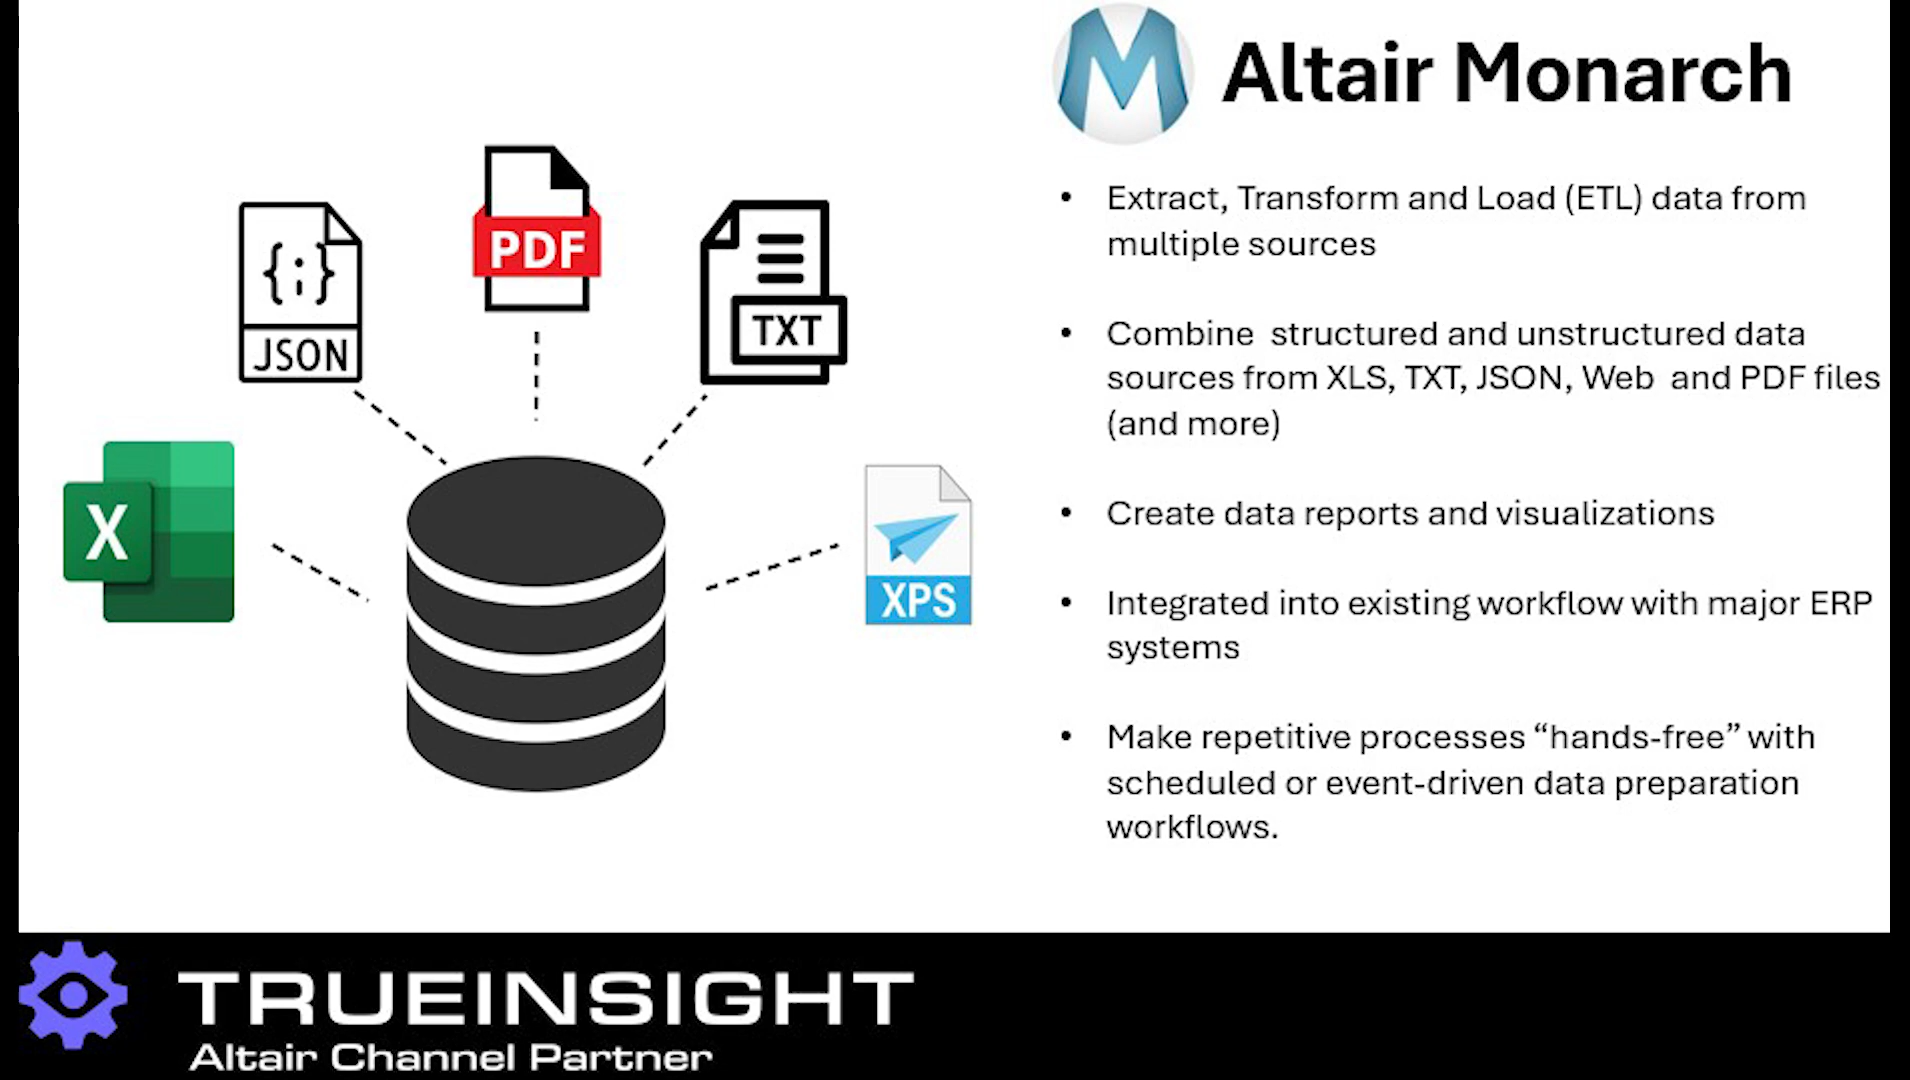 Altair Monarch
PDF
JSON
TXT
X
XPS
• Extract, Transform and Load (ETL) data from
multiple sources
• Combine  structured and unstructured data
sources from XLS, TXT, JSON, Web  and PDF files
(and more)
• Create data reports and visualizations
• Integrated into existing workflow with major ERP
systems
• Make repetitive processes “hands-free” with
scheduled or event-driven data preparation
workflows.
TRUEINSIGHT
Altair Channel Partner